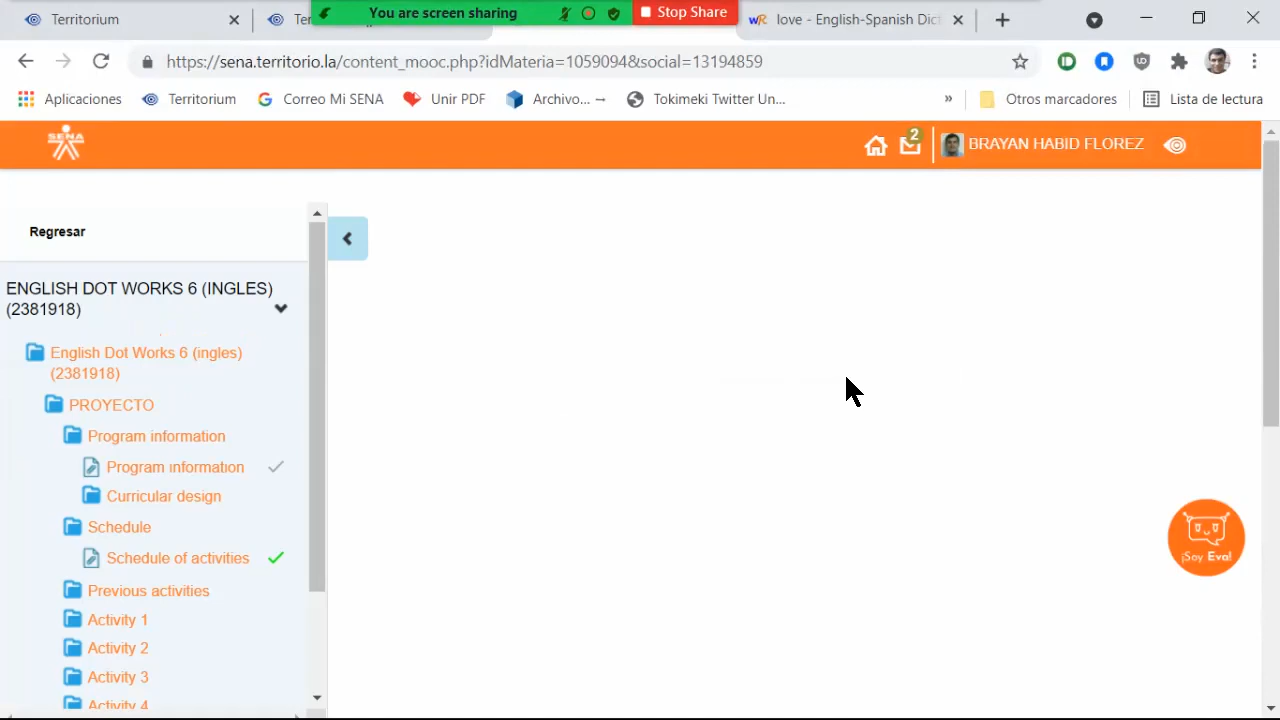 Territorium
Ter
You are screen sharing
Stop Share
love - English-Spanish Dict
https://sena.territorio.la/content_mooc.php?idMateria=1059094&social=13194859
Aplicaciones
Territorium
Correo Mi SENA
Unir PDF
Archivo... →
Tokimeki Twitter Un...
»
Otros marcadores
Lista de lectura
SENA
2
BRAYAN HABID FLOREZ
Regresar
ENGLISH DOT WORKS 6 (INGLES)
(2381918)
English Dot Works 6 (ingles)
(2381918)
PROYECTO
Program information
Program information
Curricular design
Schedule
Schedule of activities
Previous activities
Activity 1
Activity 2
Activity 3
Activity 4
¡Soy Eva!